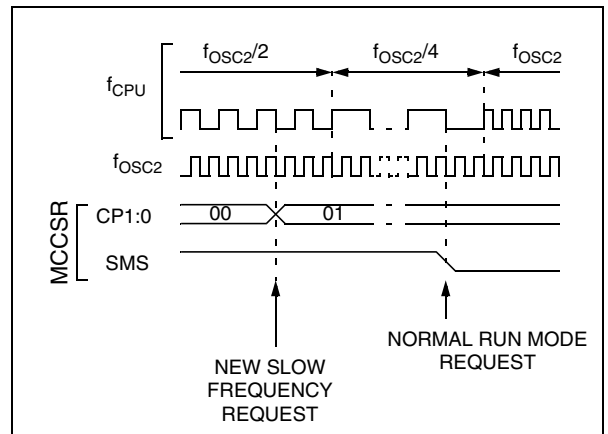 fOSC2/2 fOSC2/4 fOSC2
fCPU
fOSC2
MCCSR
CP1:0 00 01
SMS
NEW SLOW
FREQUENCY
REQUEST
NORMAL RUN MODE
REQUEST